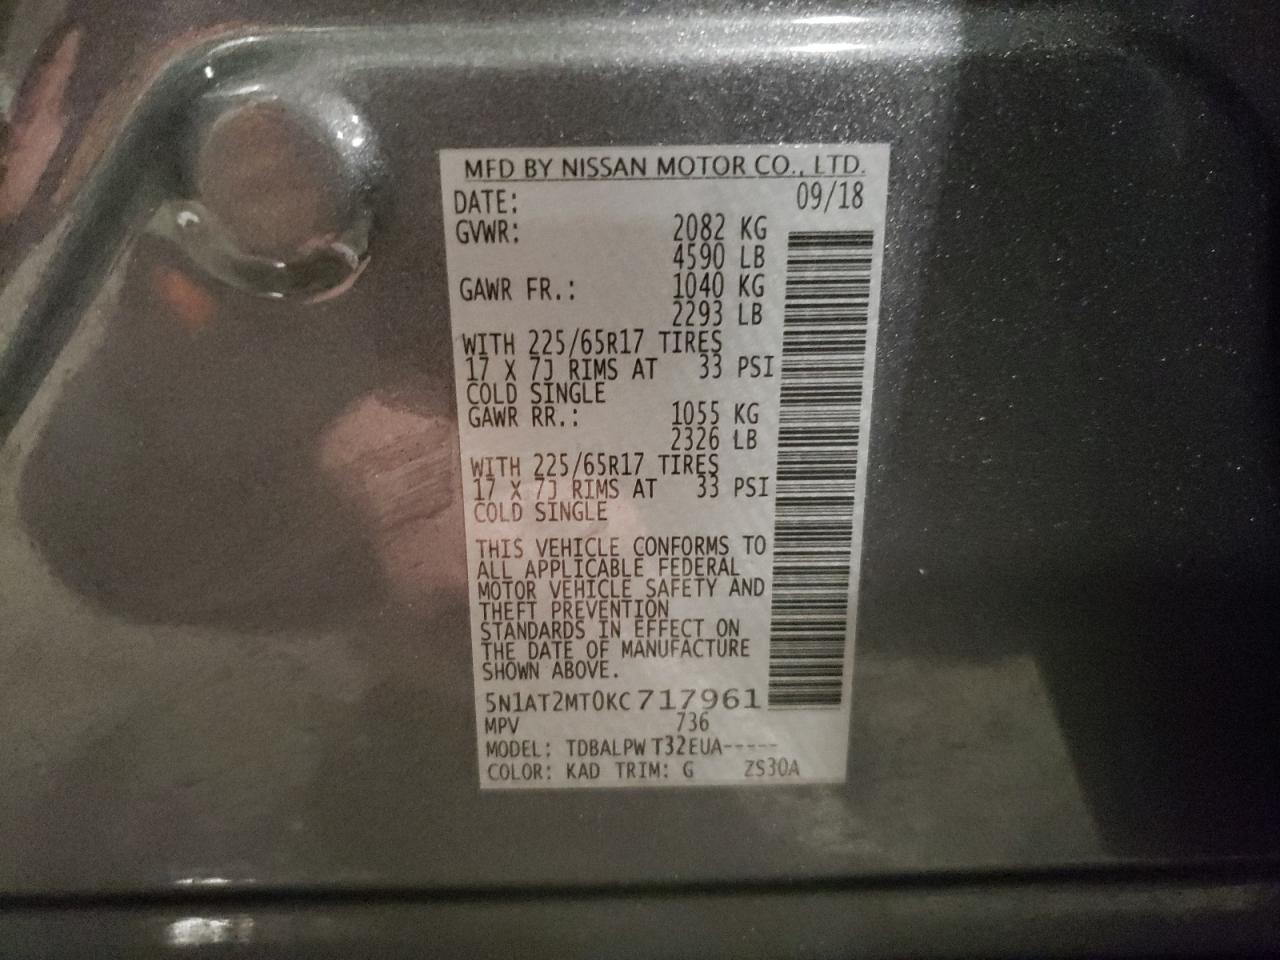 MFD BY NISSAN MOTOR CO., LTD.
DATE: 09/18
GVWR: 2082 KG
4590 LB
GAWR FR.: 1040 KG
2293 LB
WITH 225/65R17 TIRES
17 X 7J RIMS AT 33 PSI
COLD SINGLE
GAWR RR.: 1055 KG
2326 LB
WITH 225/65R17 TIRES
17 X 7J RIMS AT 33 PSI
COLD SINGLE
THIS VEHICLE CONFORMS TO
ALL APPLICABLE FEDERAL
MOTOR VEHICLE SAFETY AND
THEFT PREVENTION
STANDARDS IN EFFECT ON
THE DATE OF MANUFACTURE
SHOWN ABOVE.
5N1AT2MT0KC717961
MPV 736
MODEL: TDBALPW T32EUA-----
COLOR: KAD TRIM: G ZS30A